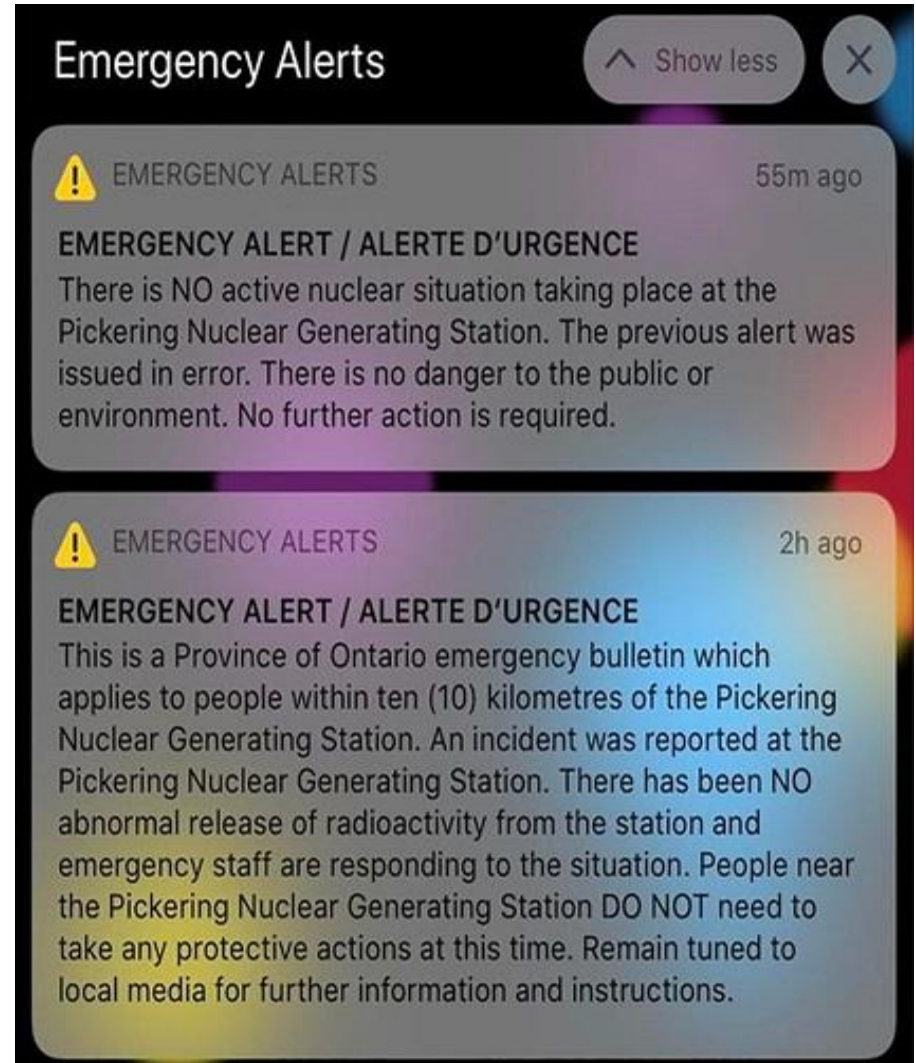 Emergency Alerts
Show less
EMERGENCY ALERTS
55m ago
EMERGENCY ALERT / ALERTE D’URGENCE
There is NO active nuclear situation taking place at the
Pickering Nuclear Generating Station. The previous alert was
issued in error. There is no danger to the public or
environment. No further action is required.
EMERGENCY ALERTS
2h ago
EMERGENCY ALERT / ALERTE D’URGENCE
This is a Province of Ontario emergency bulletin which
applies to people within ten (10) kilometres of the Pickering
Nuclear Generating Station. An incident was reported at the
Pickering Nuclear Generating Station. There has been NO
abnormal release of radioactivity from the station and
emergency staff are responding to the situation. People near
the Pickering Nuclear Generating Station DO NOT need to
take any protective actions at this time. Remain tuned to
local media for further information and instructions.